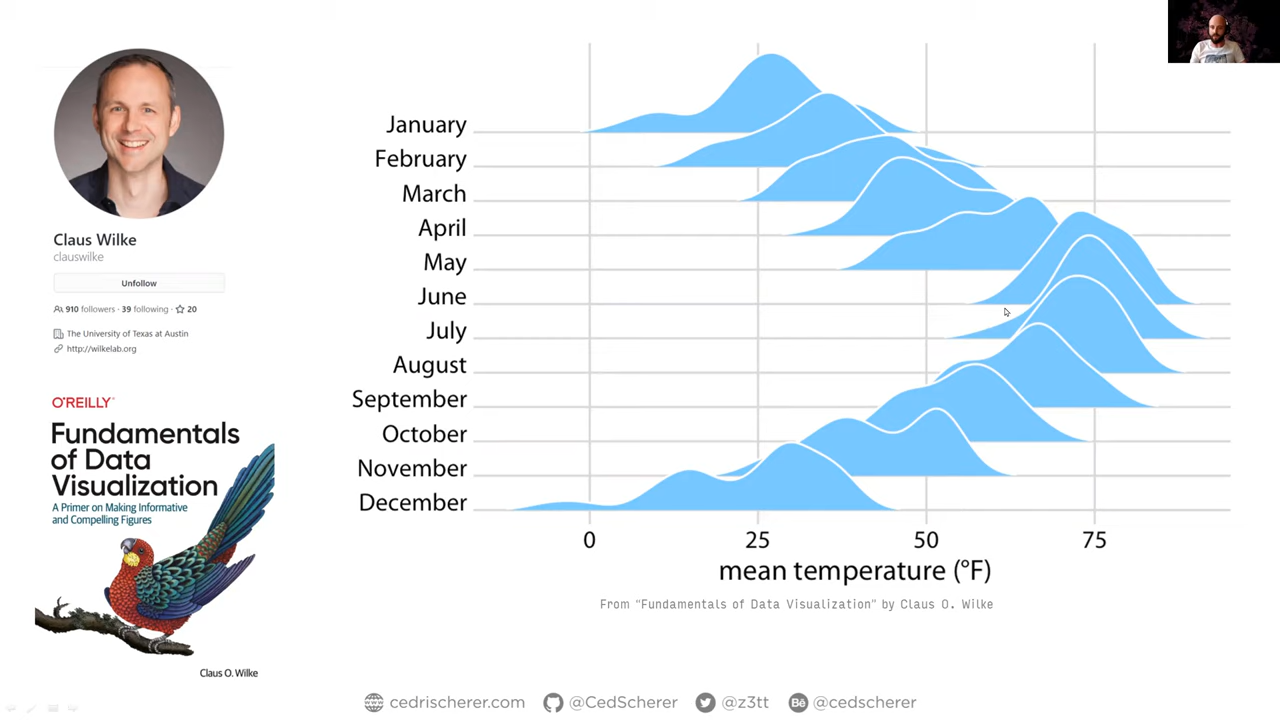 Claus Wilke
clauswilke
Unfollow
910 followers · 39 following · 20
The University of Texas at Austin
http://wilkelab.org
O'REILLY®
Fundamentals
of Data
Visualization
A Primer on Making Informative
and Compelling Figures
Claus O. Wilke
January
February
March
April
May
June
July
August
September
October
November
December
0 25 50 75
mean temperature (°F)
From "Fundamentals of Data Visualization" by Claus O. Wilke
cedrischerer.com @CedScherer @z3tt Bē @cedscherer